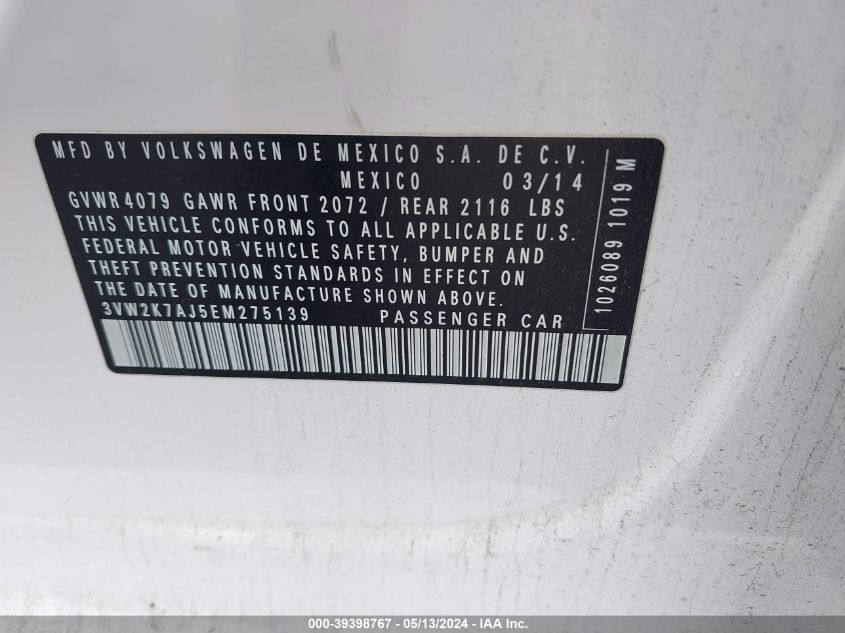 MFD BY VOLKSWAGEN DE MEXICO S.A. DE C.V.
MEXICO 03/14
GVWR 4079 GAWR FRONT 2072 / REAR 2116 LBS
THIS VEHICLE CONFORMS TO ALL APPLICABLE U.S.
FEDERAL MOTOR VEHICLE SAFETY, BUMPER AND
THEFT PREVENTION STANDARDS IN EFFECT ON
THE DATE OF MANUFACTURE SHOWN ABOVE.
3VW2K7AJ5EM275139 PASSENGER CAR
1026089 1019 M
000-39398767 - 05/13/2024 - IAA Inc.